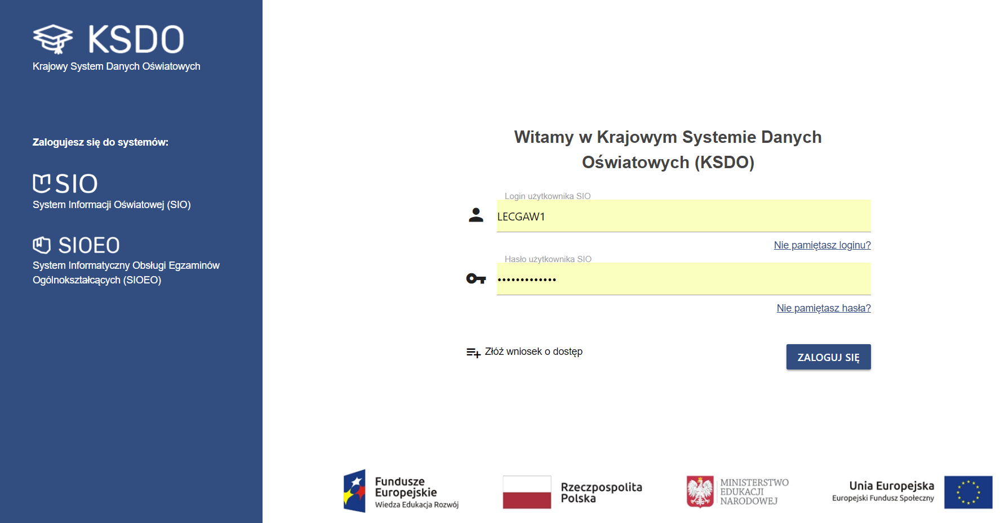 KSDO
Krajowy System Danych Oświatowych
Zalogujesz się do systemów:
SIO
System Informacji Oświatowej (SIO)
SIOEO
System Informatyczny Obsługi Egzaminów
Ogólnokształcących (SIOEO)
Witamy w Krajowym Systemie Danych
Oświatowych (KSDO)
Login użytkownika SIO
LECGAW1
Nie pamiętasz loginu?
Hasło użytkownika SIO
•••••••••••••
Nie pamiętasz hasła?
Złóż wniosek o dostęp
ZALOGUJ SIĘ
Fundusze
Europejskie
Wiedza Edukacja Rozwój
Rzeczpospolita
Polska
MINISTERSTWO
EDUKACJI
NARODOWEJ
Unia Europejska
Europejski Fundusz Społeczny